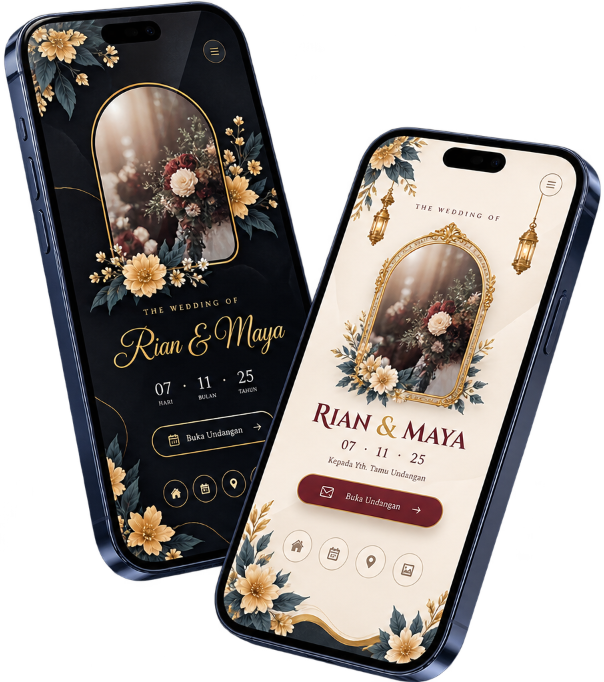 THE WEDDING OF
Rian & Maya
07 · 11 · 25
HARI BULAN TAHUN
Buka Undangan
THE WEDDING OF
RIAN & MAYA
07 · 11 · 25
Kepada Yth. Tamu Undangan
Buka Undangan